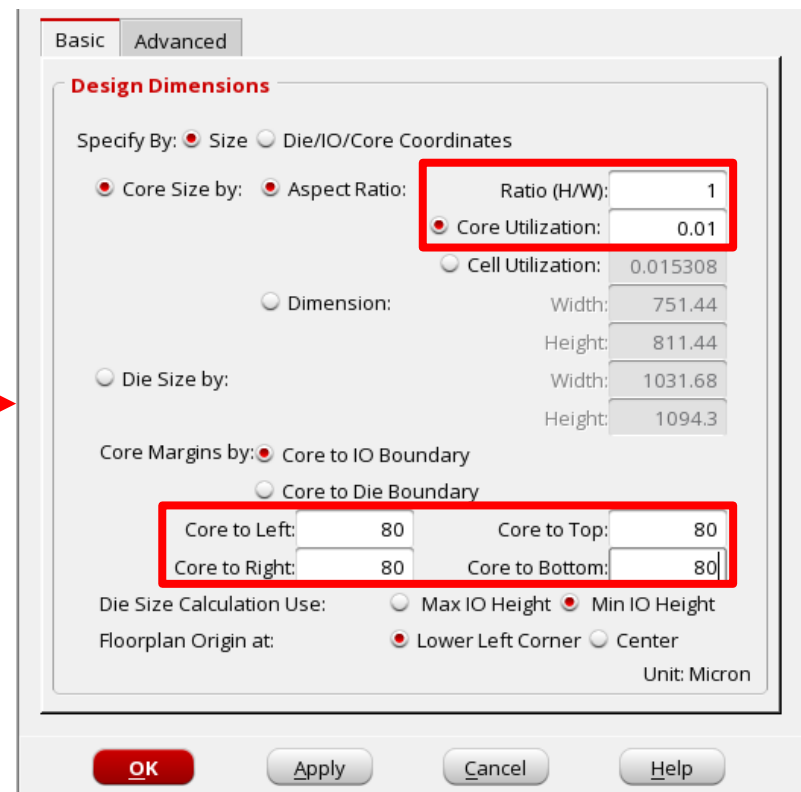 Basic Advanced
Design Dimensions
Specify By: Size Die/IO/Core Coordinates
Core Size by: Aspect Ratio: Ratio (H/W): 1
Core Utilization: 0.01
Cell Utilization: 0.015308
Dimension: Width: 751.44
Height: 811.44
Die Size by: Width: 1031.68
Height: 1094.3
Core Margins by: Core to IO Boundary
Core to Die Boundary
Core to Left: 80 Core to Top: 80
Core to Right: 80 Core to Bottom: 80
Die Size Calculation Use: Max IO Height Min IO Height
Floorplan Origin at: Lower Left Corner Center
Unit: Micron
OK Apply Cancel Help